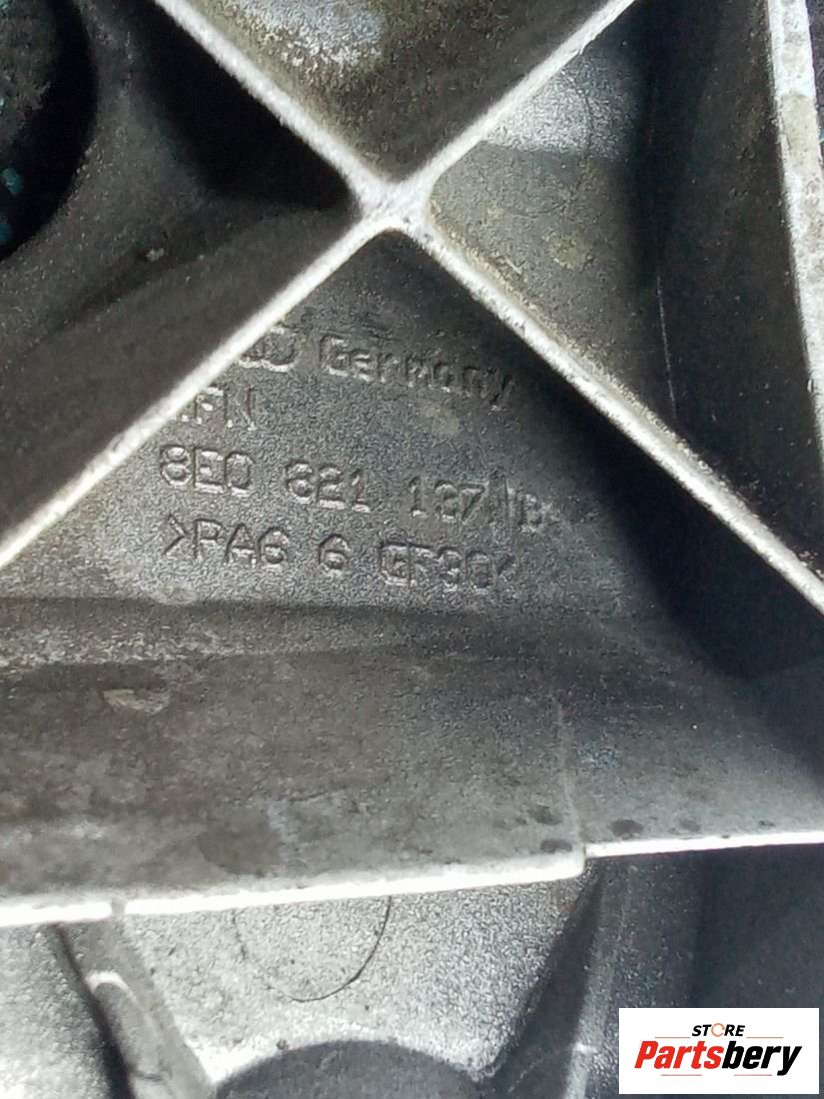 Germany
8E0 821 137 B
>PA6 6 GF30<
STORE
Partsbery